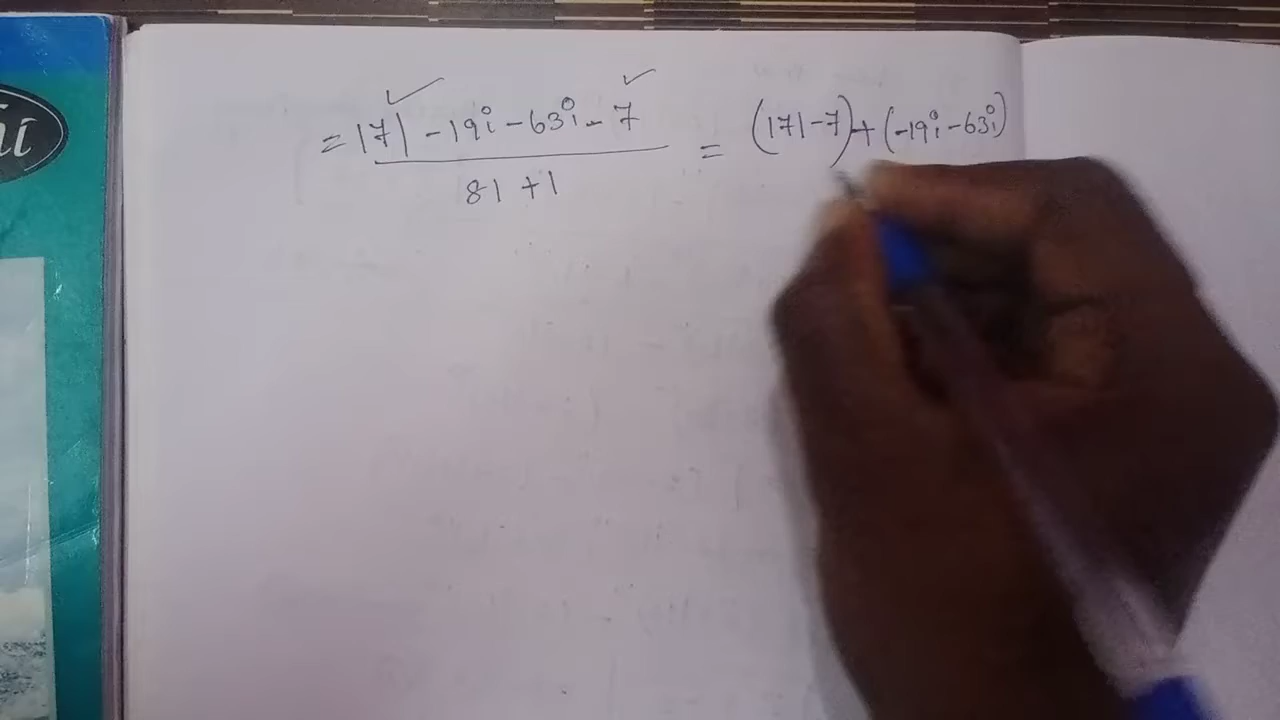 = 171 - 19i - 63i - 7 = (171 - 7) + (-19i - 63i)
81 + 1